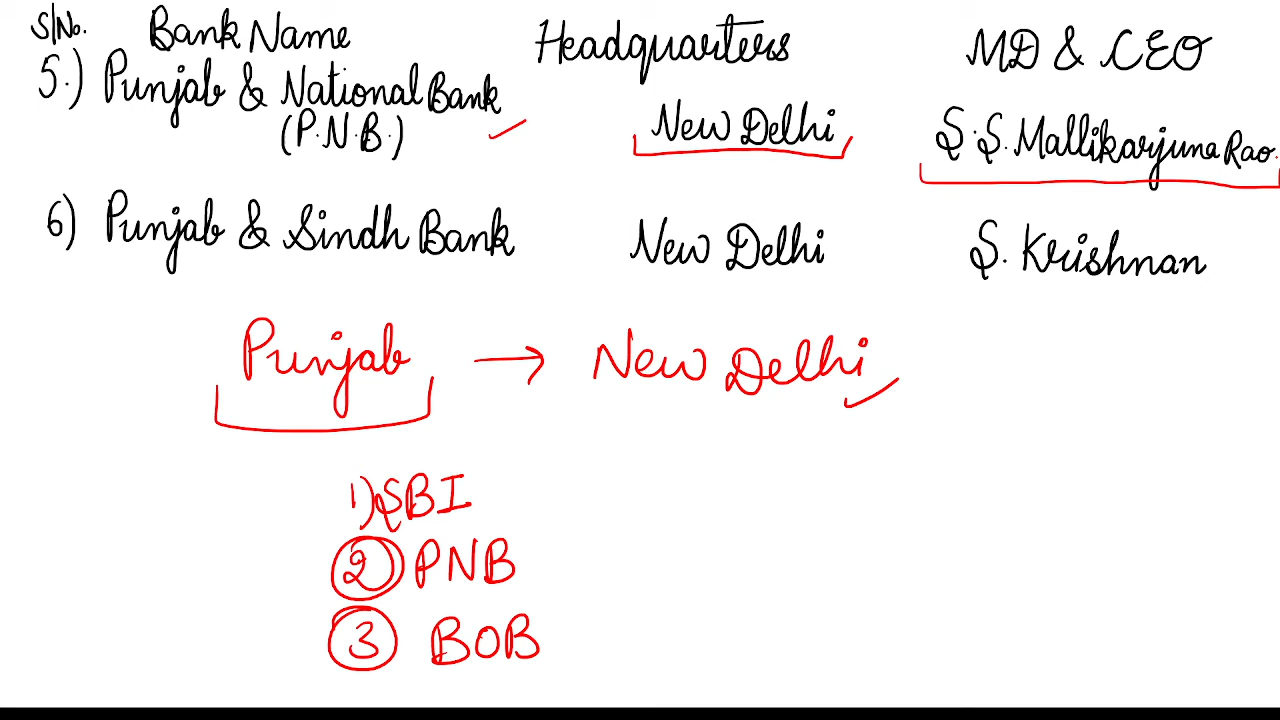 S/No. Bank Name Headquarters MD & CEO
5.) Punjab & National Bank
(P.N.B.) New Delhi S.S. Mallikarjuna Rao.
6) Punjab & Sindh Bank New Delhi S. Krishnan
Punjab → New Delhi
1) SBI
2 PNB
3 BOB